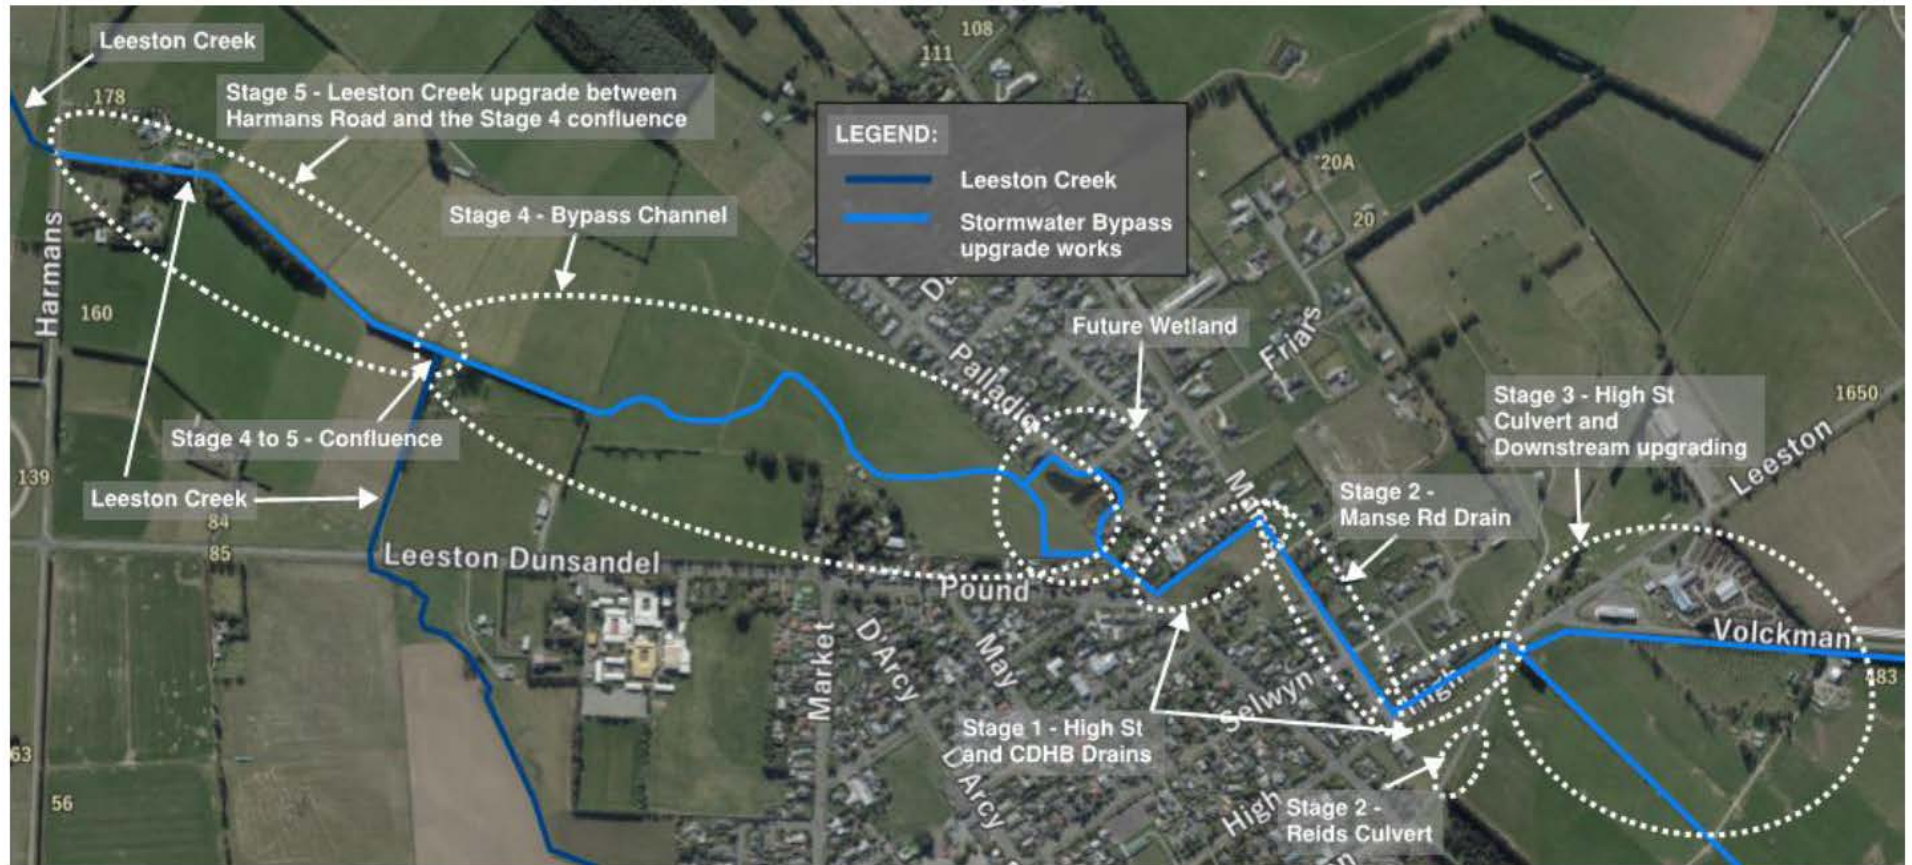 Leeston Creek
178
Stage 5 - Leeston Creek upgrade between
Harmans Road and the Stage 4 confluence
108
111
LEGEND:
Leeston Creek
Stormwater Bypass
upgrade works
20A
20
Stage 4 - Bypass Channel
Harmans
160
Future Wetland
Friars
Palladio
Stage 3 - High St
Culvert and
Downstream upgrading
1650
Leeston
Stage 4 to 5 - Confluence
139
Leeston Creek
84
85
Stage 2 -
Manse Rd Drain
Leeston Dunsandel
Pound
Market
D'Arcy
May
Volckman
483
Selwyn
High
Stage 1 - High St
and CDHB Drains
D'Arcy
63
56
High
Stage 2 -
Reids Culvert